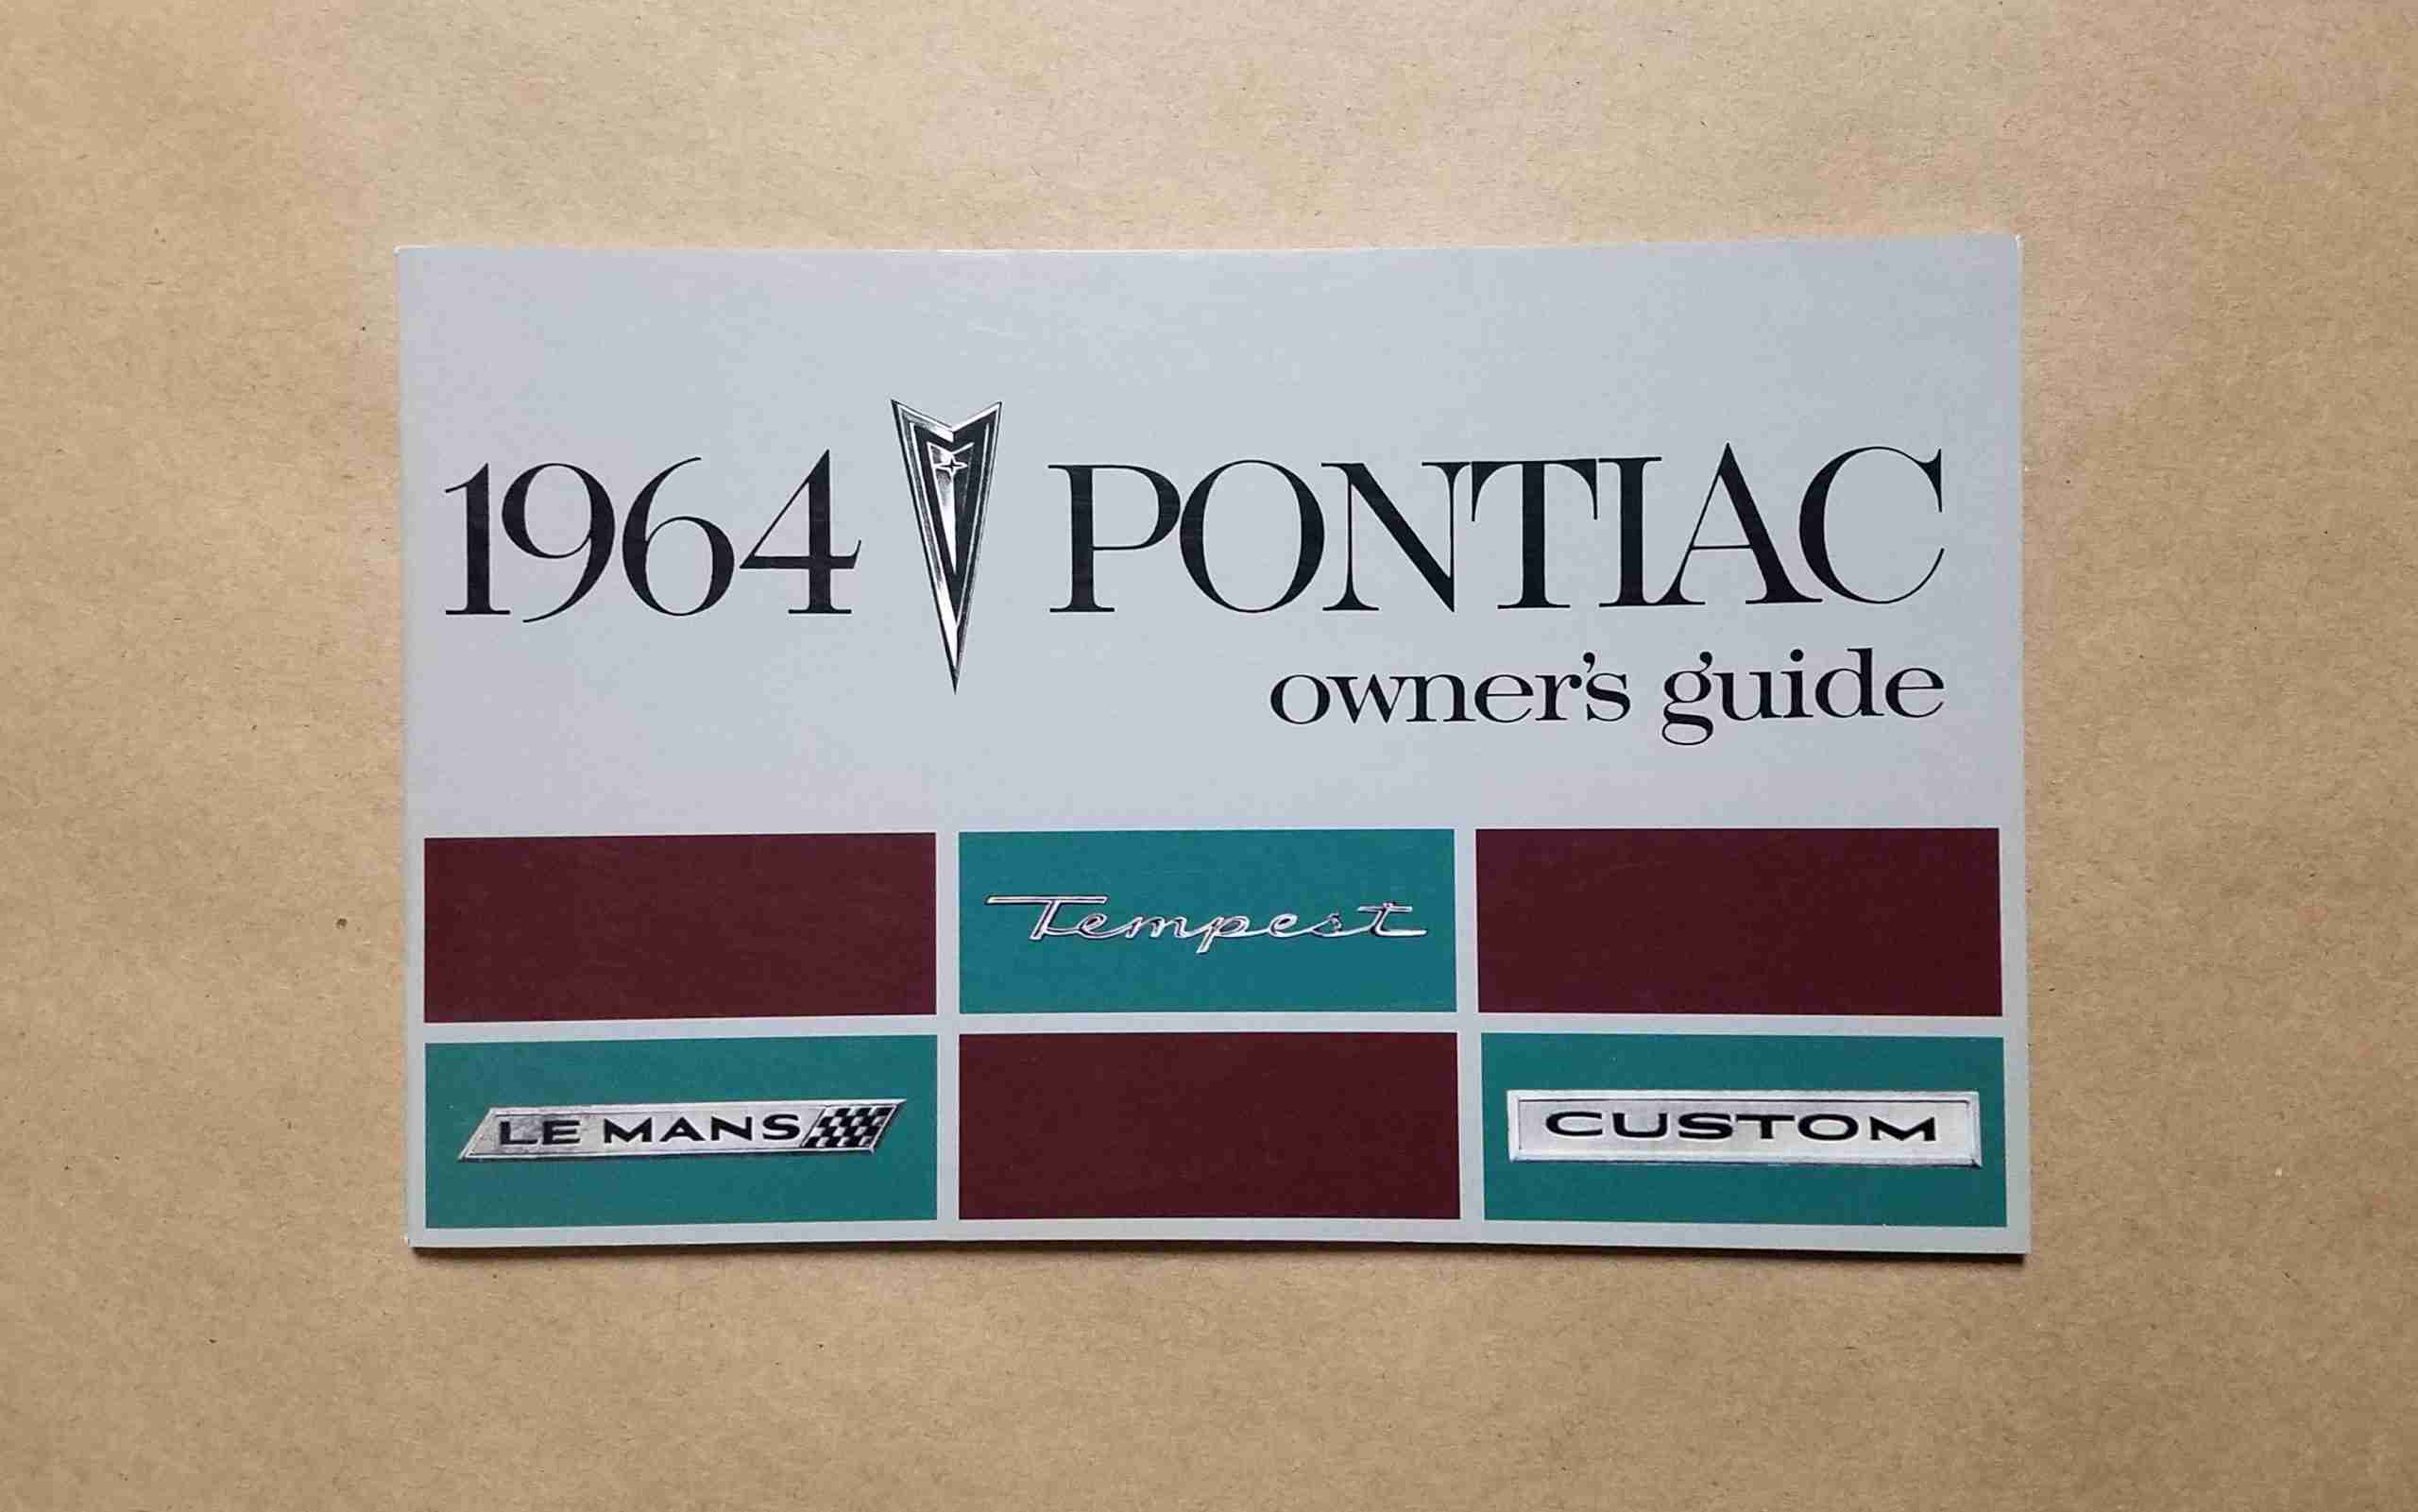 1964 PONTIAC
owner's guide
Tempest
LE MANS
CUSTOM